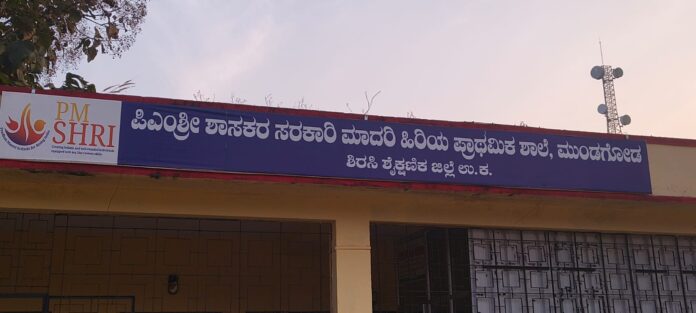 PM
SHRI
ಪಿಎಂಶ್ರೀ ಶಾಸಕರ ಸರಕಾರಿ ಮಾದರಿ ಹಿರಿಯ ಪ್ರಾಥಮಿಕ ಶಾಲೆ, ಮುಂಡಗೋಡ
ಶಿರಸಿ ಶೈಕ್ಷಣಿಕ ಜಿಲ್ಲೆ ಉ.ಕ.